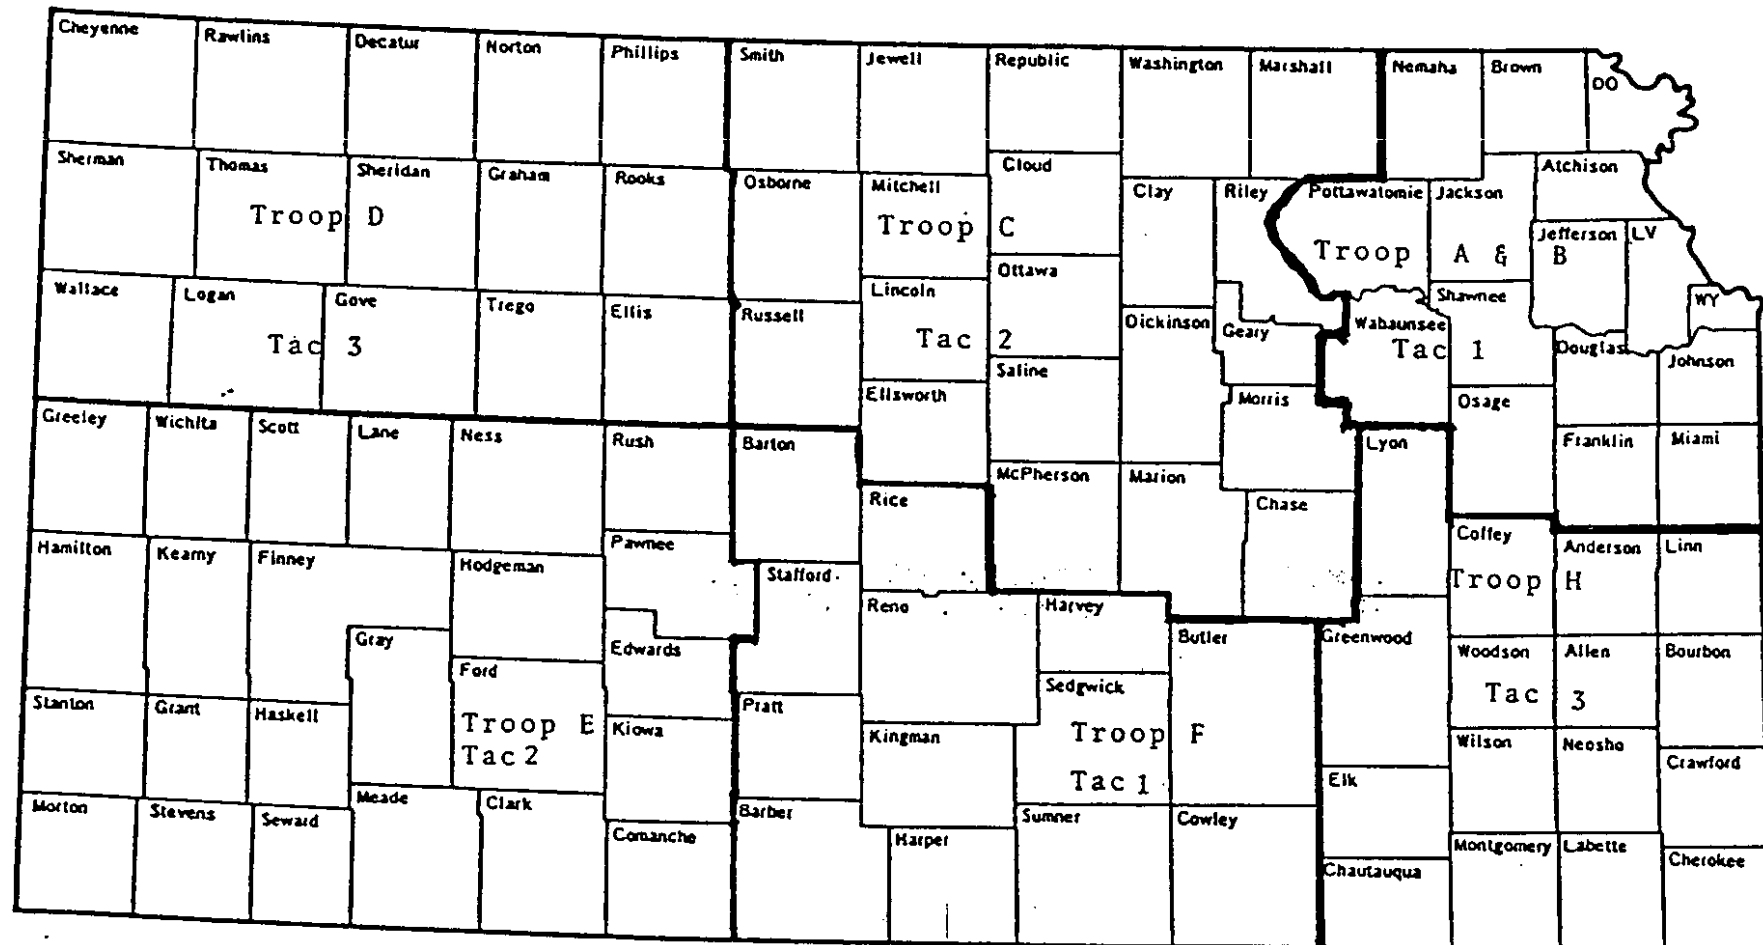 Cheyenne Rawlins Decatur Norton Phillips Smith Jewell Republic Washington Marshall Nemaha Brown DO
Sherman Thomas Sheridan Graham Rooks Osborne Mitchell Cloud Clay Riley Pottawatomie Jackson Atchison
Troop D Troop C Troop A & B Jefferson LV
Wallace Logan Gove Trego Ellis Russell Lincoln Ottawa Dickinson Geary Wabaunsee Shawnee WY
Tac 3 Tac 2 Tac 1 Douglas Johnson
Greeley Wichita Scott Lane Ness Rush Barton Ellsworth Saline Morris Lyon Osage Franklin Miami
Hamilton Kearny Finney Hodgeman Pawnee Stafford Rice McPherson Marion Chase Coffey Anderson Linn
Troop H
Gray Ford Edwards Reno Harvey Butler Greenwood Woodson Allen Bourbon
Tac 3
Stanton Grant Haskell Kiowa Pratt Kingman Sedgwick Wilson Neosho Crawford
Troop E Troop F
Tac 2 Tac 1
Morton Stevens Seward Meade Clark Comanche Barber Harper Sumner Cowley Elk Chautauqua Montgomery Labette Cherokee